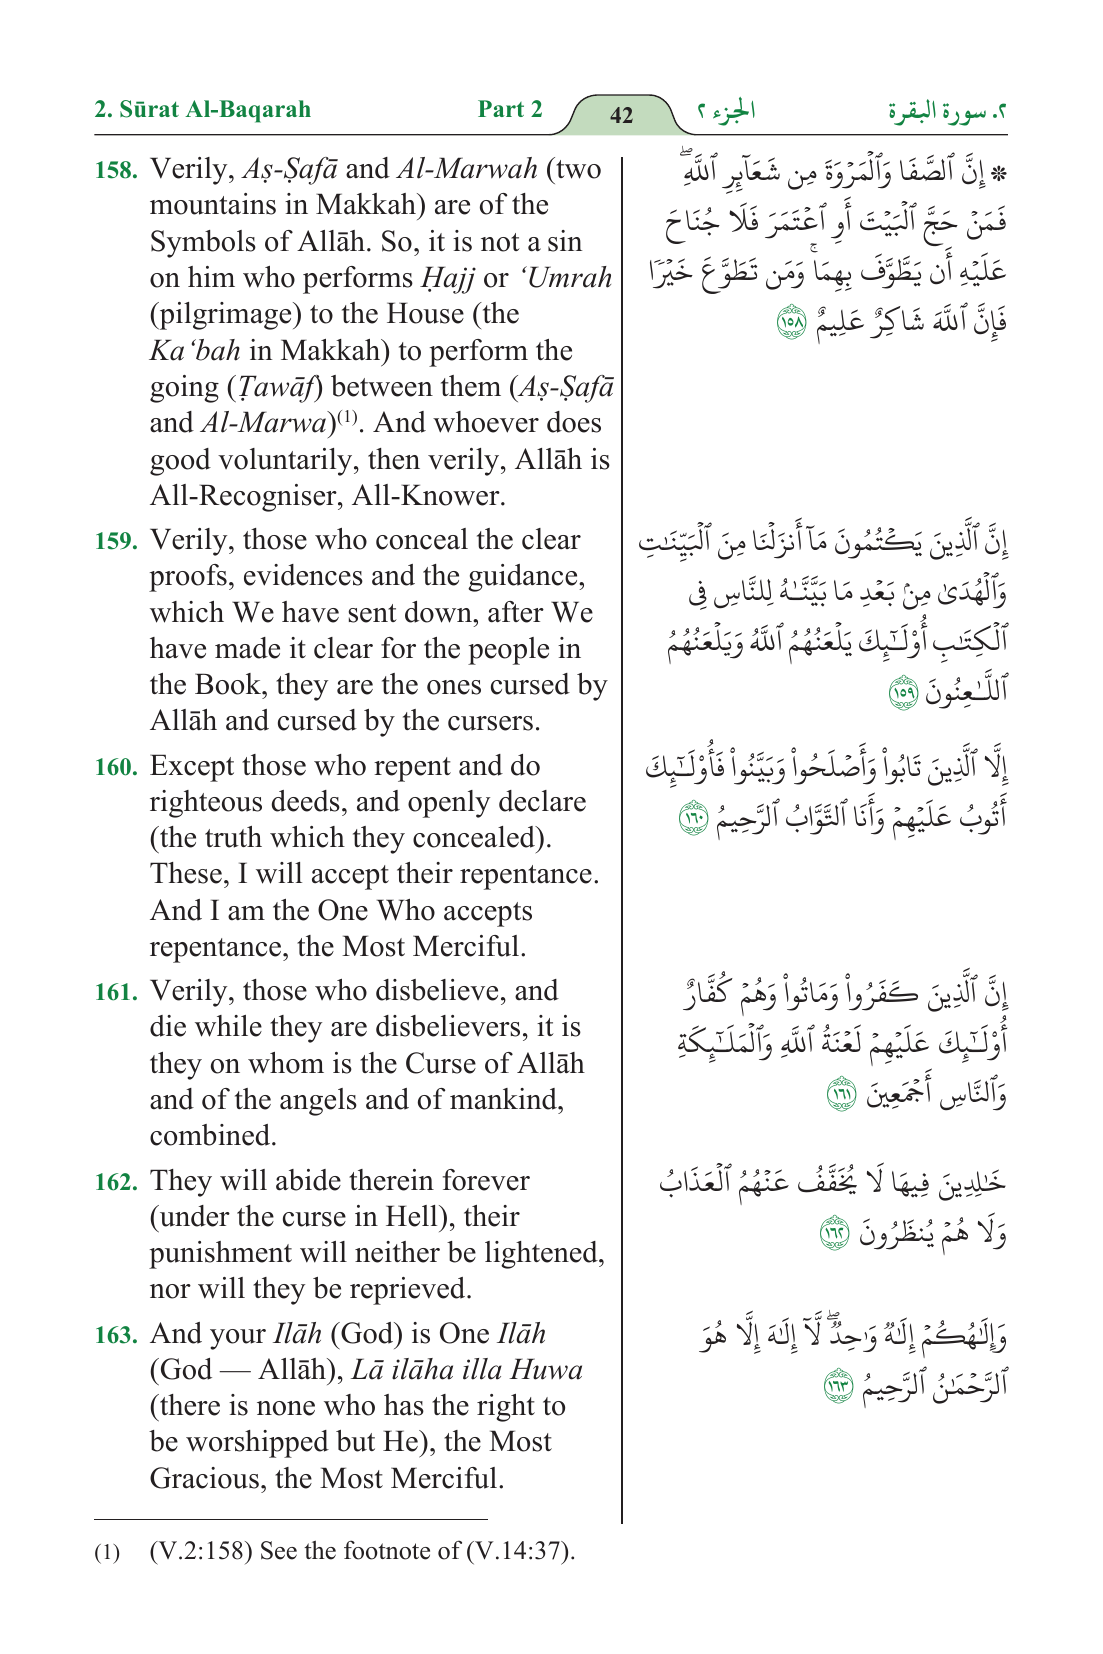 2. Sūrat Al-Baqarah Part 2 42 الجزء ٢ ٢. سورة البقرة
158. Verily, Aṣ-Ṣafā and Al-Marwah (two
mountains in Makkah) are of the
Symbols of Allāh. So, it is not a sin
on him who performs Ḥajj or ‘Umrah
(pilgrimage) to the House (the
Ka‘bah in Makkah) to perform the
going (Ṭawāf) between them (Aṣ-Ṣafā
and Al-Marwa)(1). And whoever does
good voluntarily, then verily, Allāh is
All-Recogniser, All-Knower.
۞ إِنَّ ٱلصَّفَا وَٱلْمَرْوَةَ مِن شَعَآئِرِ ٱللَّهِۖ
فَمَنْ حَجَّ ٱلْبَيْتَ أَوِ ٱعْتَمَرَ فَلَا جُنَاحَ
عَلَيْهِ أَن يَطَّوَّفَ بِهِمَاۚ وَمَن تَطَوَّعَ خَيْرًا
فَإِنَّ ٱللَّهَ شَاكِرٌ عَلِيمٌ ١٥٨
159. Verily, those who conceal the clear
proofs, evidences and the guidance,
which We have sent down, after We
have made it clear for the people in
the Book, they are the ones cursed by
Allāh and cursed by the cursers.
إِنَّ ٱلَّذِينَ يَكْتُمُونَ مَآ أَنزَلْنَا مِنَ ٱلْبَيِّنَٰتِ
وَٱلْهُدَىٰ مِنۢ بَعْدِ مَا بَيَّنَّٰهُ لِلنَّاسِ فِى
ٱلْكِتَٰبِ أُوْلَٰٓئِكَ يَلْعَنُهُمُ ٱللَّهُ وَيَلْعَنُهُمُ
ٱللَّٰعِنُونَ ١٥٩
160. Except those who repent and do
righteous deeds, and openly declare
(the truth which they concealed).
These, I will accept their repentance.
And I am the One Who accepts
repentance, the Most Merciful.
إِلَّا ٱلَّذِينَ تَابُواْ وَأَصْلَحُواْ وَبَيَّنُواْ فَأُوْلَٰٓئِكَ
أَتُوبُ عَلَيْهِمْ وَأَنَا ٱلتَّوَّابُ ٱلرَّحِيمُ ١٦٠
161. Verily, those who disbelieve, and
die while they are disbelievers, it is
they on whom is the Curse of Allāh
and of the angels and of mankind,
combined.
إِنَّ ٱلَّذِينَ كَفَرُواْ وَمَاتُواْ وَهُمْ كُفَّارٌ
أُوْلَٰٓئِكَ عَلَيْهِمْ لَعْنَةُ ٱللَّهِ وَٱلْمَلَٰٓئِكَةِ
وَٱلنَّاسِ أَجْمَعِينَ ١٦١
162. They will abide therein forever
(under the curse in Hell), their
punishment will neither be lightened,
nor will they be reprieved.
خَٰلِدِينَ فِيهَا لَا يُخَفَّفُ عَنْهُمُ ٱلْعَذَابُ
وَلَا هُمْ يُنظَرُونَ ١٦٢
163. And your Ilāh (God) is One Ilāh
(God — Allāh), Lā ilāha illa Huwa
(there is none who has the right to
be worshipped but He), the Most
Gracious, the Most Merciful.
وَإِلَٰهُكُمْ إِلَٰهٌ وَٰحِدٌۖ لَّآ إِلَٰهَ إِلَّا هُوَ
ٱلرَّحْمَٰنُ ٱلرَّحِيمُ ١٦٣
(1) (V.2:158) See the footnote of (V.14:37).